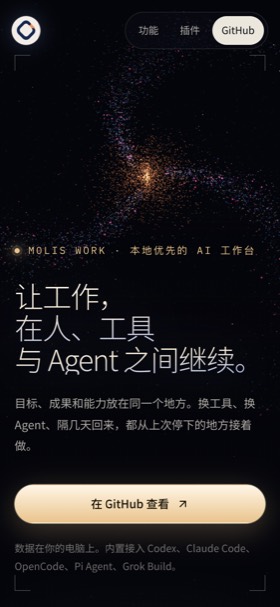 功能 插件 GitHub
MOLIS WORK · 本地优先的 AI 工作台
让工作，
在人、工具
与 Agent 之间继续。
目标、成果和能力放在同一个地方。换工具、换
Agent、隔几天回来，都从上次停下的地方接着
做。
在 GitHub 查看 ↗
数据在你的电脑上。内置接入 Codex、Claude Code、
OpenCode、Pi Agent、Grok Build。